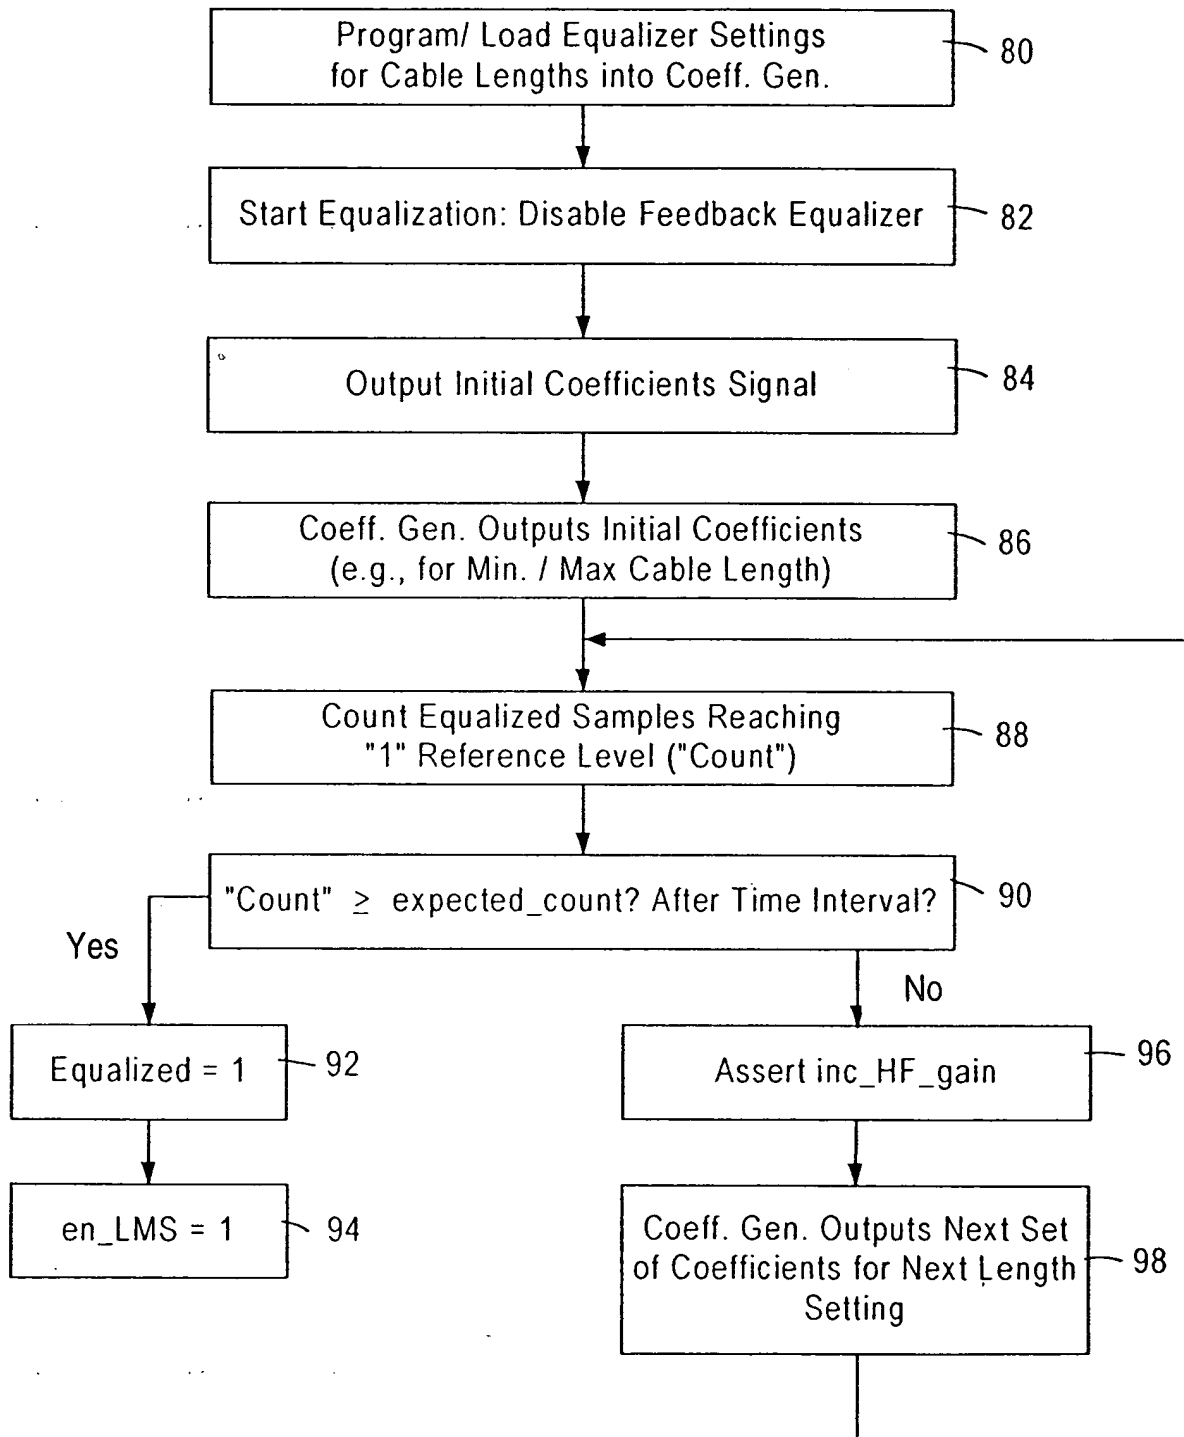 Program/ Load Equalizer Settings
for Cable Lengths into Coeff. Gen.
80
Start Equalization: Disable Feedback Equalizer
82
Output Initial Coefficients Signal
84
Coeff. Gen. Outputs Initial Coefficients
(e.g., for Min. / Max Cable Length)
86
Count Equalized Samples Reaching
"1" Reference Level ("Count")
88
"Count" ≥ expected_count? After Time Interval?
90
Yes
No
Equalized = 1
92
Assert inc_HF_gain
96
en_LMS = 1
94
Coeff. Gen. Outputs Next Set
of Coefficients for Next Length
Setting
98